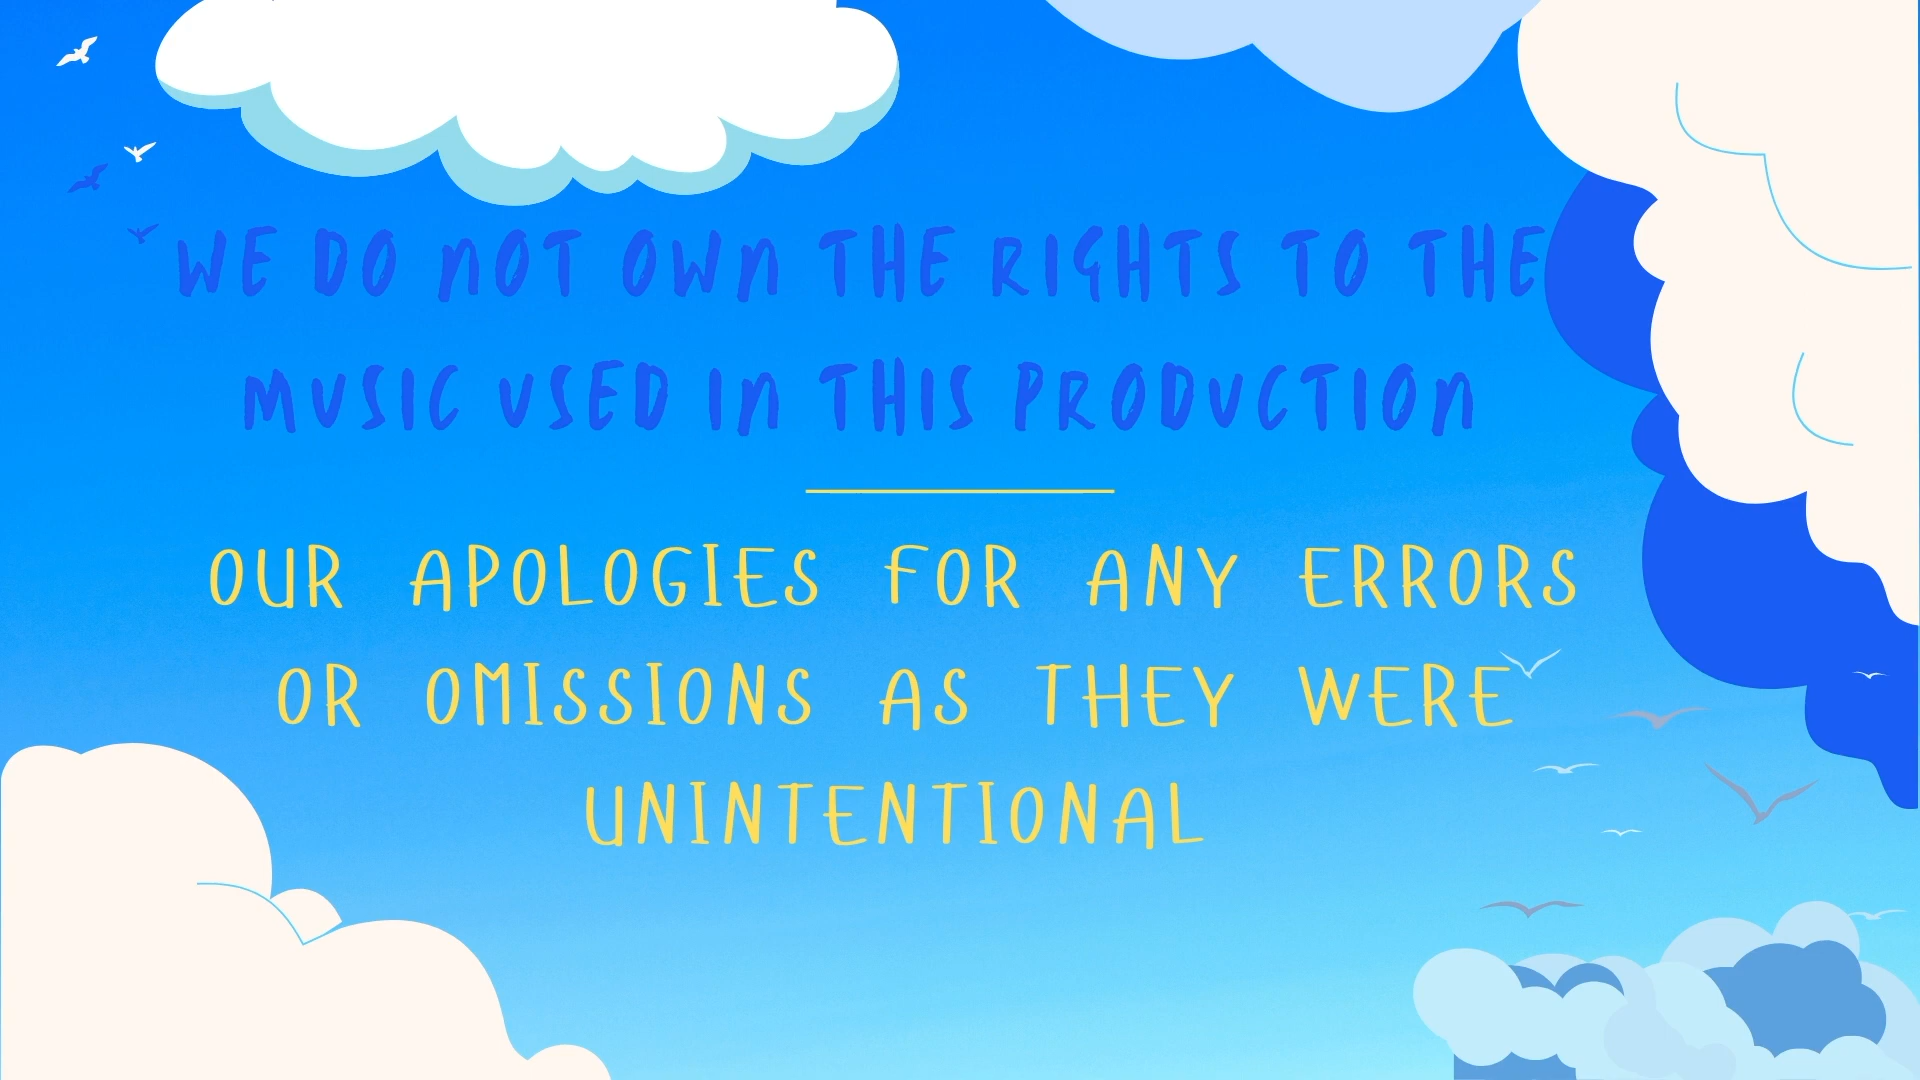 WE DO NOT OWN THE RIGHTS TO THE
MUSIC USED IN THIS PRODUCTION
OUR APOLOGIES FOR ANY ERRORS
OR OMISSIONS AS THEY WERE
UNINTENTIONAL